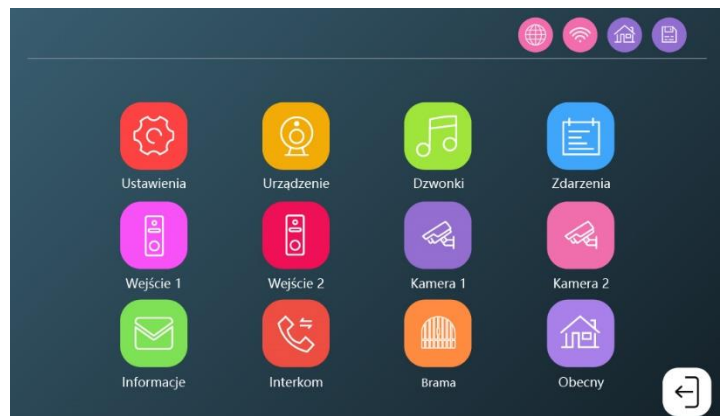 Ustawienia
Urządzenie
Dzwonki
Zdarzenia
Wejście 1
Wejście 2
Kamera 1
Kamera 2
Informacje
Interkom
Brama
Obecny